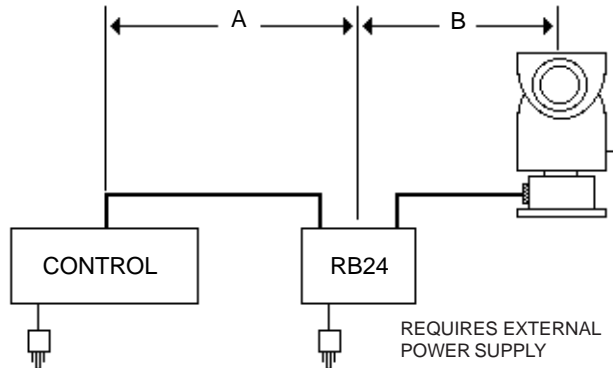 A
B
CONTROL
RB24
REQUIRES EXTERNAL
POWER SUPPLY